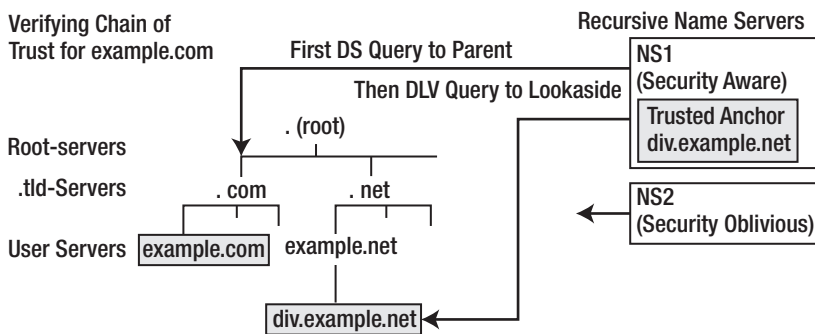 Verifying Chain of
Trust for example.com
Recursive Name Servers
First DS Query to Parent
NS1
(Security Aware)
Then DLV Query to Lookaside
Trusted Anchor
div.example.net
. (root)
Root-servers
.tld-Servers
. com
. net
NS2
(Security Oblivious)
User Servers
example.com
example.net
div.example.net